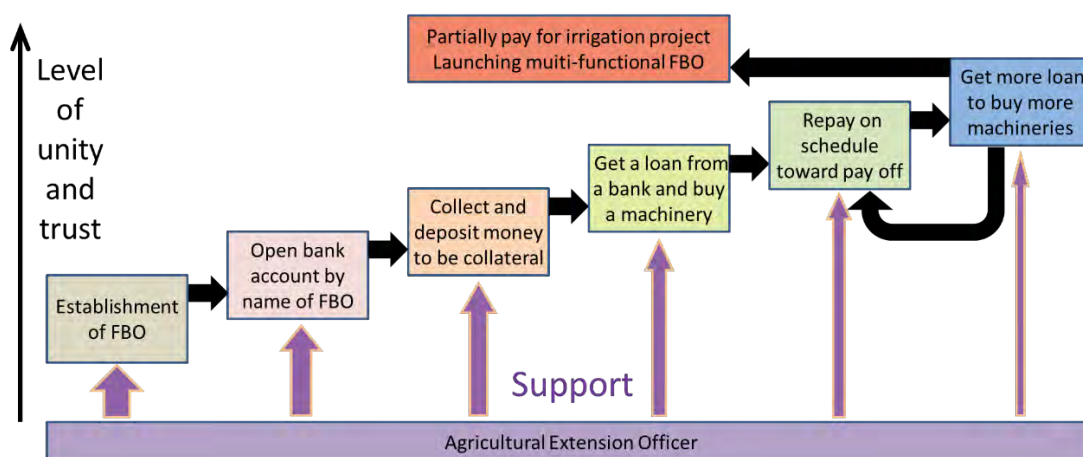 Level
of
unity
and
trust
Partially pay for irrigation project
Launching muiti-functional FBO
Get more loan
to buy more
machineries
Repay on
schedule
toward pay off
Get a loan from
a bank and buy
a machinery
Collect and
deposit money
to be collateral
Open bank
account by
name of FBO
Establishment
of FBO
Support
Agricultural Extension Officer